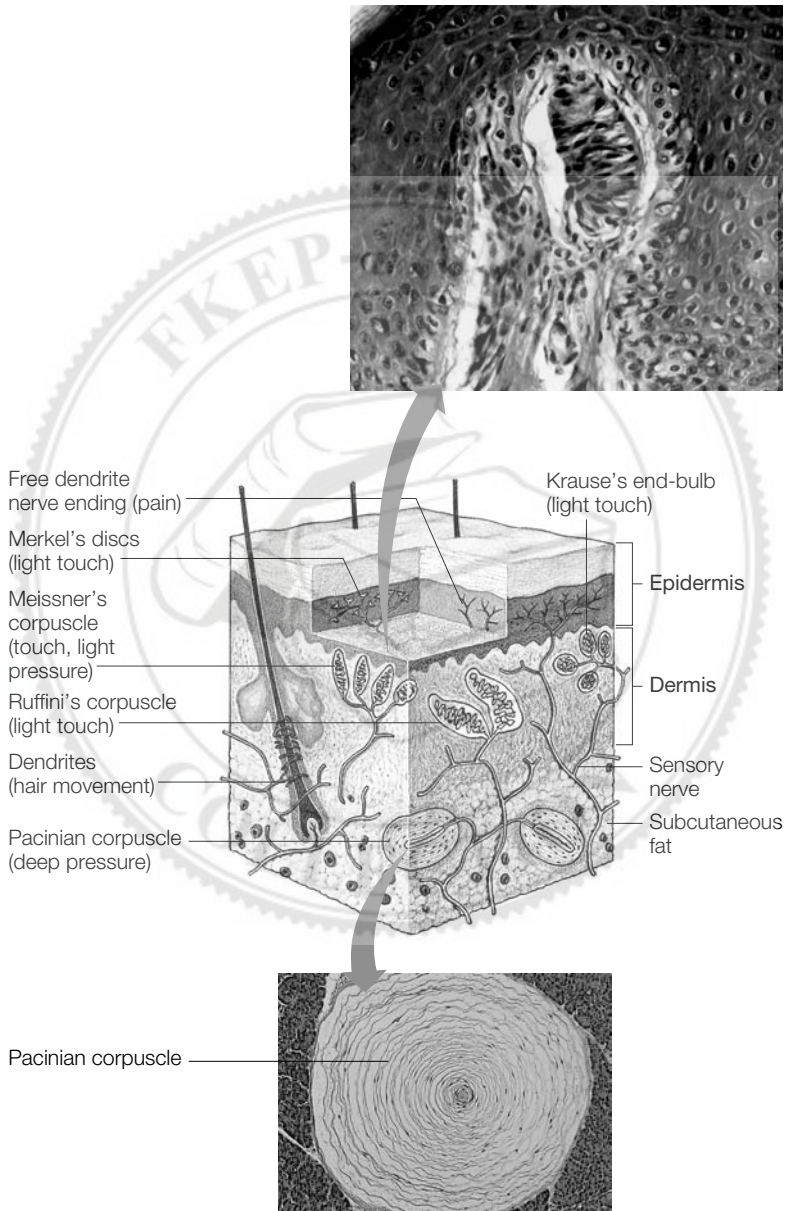 FKEP-
CO
N
Free dendrite
nerve ending (pain)
Merkel's discs
(light touch)
Meissner's
corpuscle
(touch, light
pressure)
Ruffini's corpuscle
(light touch)
Dendrites
(hair movement)
Pacinian corpuscle
(deep pressure)
Krause's end-bulb
(light touch)
Epidermis
Dermis
Sensory
nerve
Subcutaneous
fat
Pacinian corpuscle